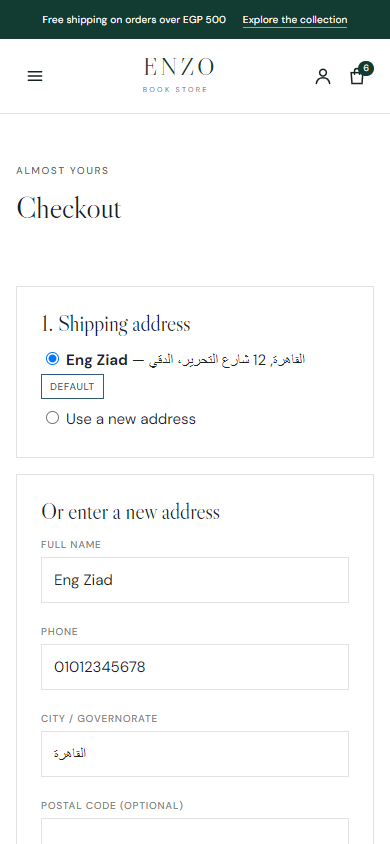 Free shipping on orders over EGP 500 Explore the collection
ENZO
BOOK STORE
6
ALMOST YOURS
Checkout
1. Shipping address
Eng Ziad — القاهرة, 12 شارع التحرير، الدقي
DEFAULT
Use a new address
Or enter a new address
FULL NAME
Eng Ziad
PHONE
01012345678
CITY / GOVERNORATE
القاهرة
POSTAL CODE (OPTIONAL)